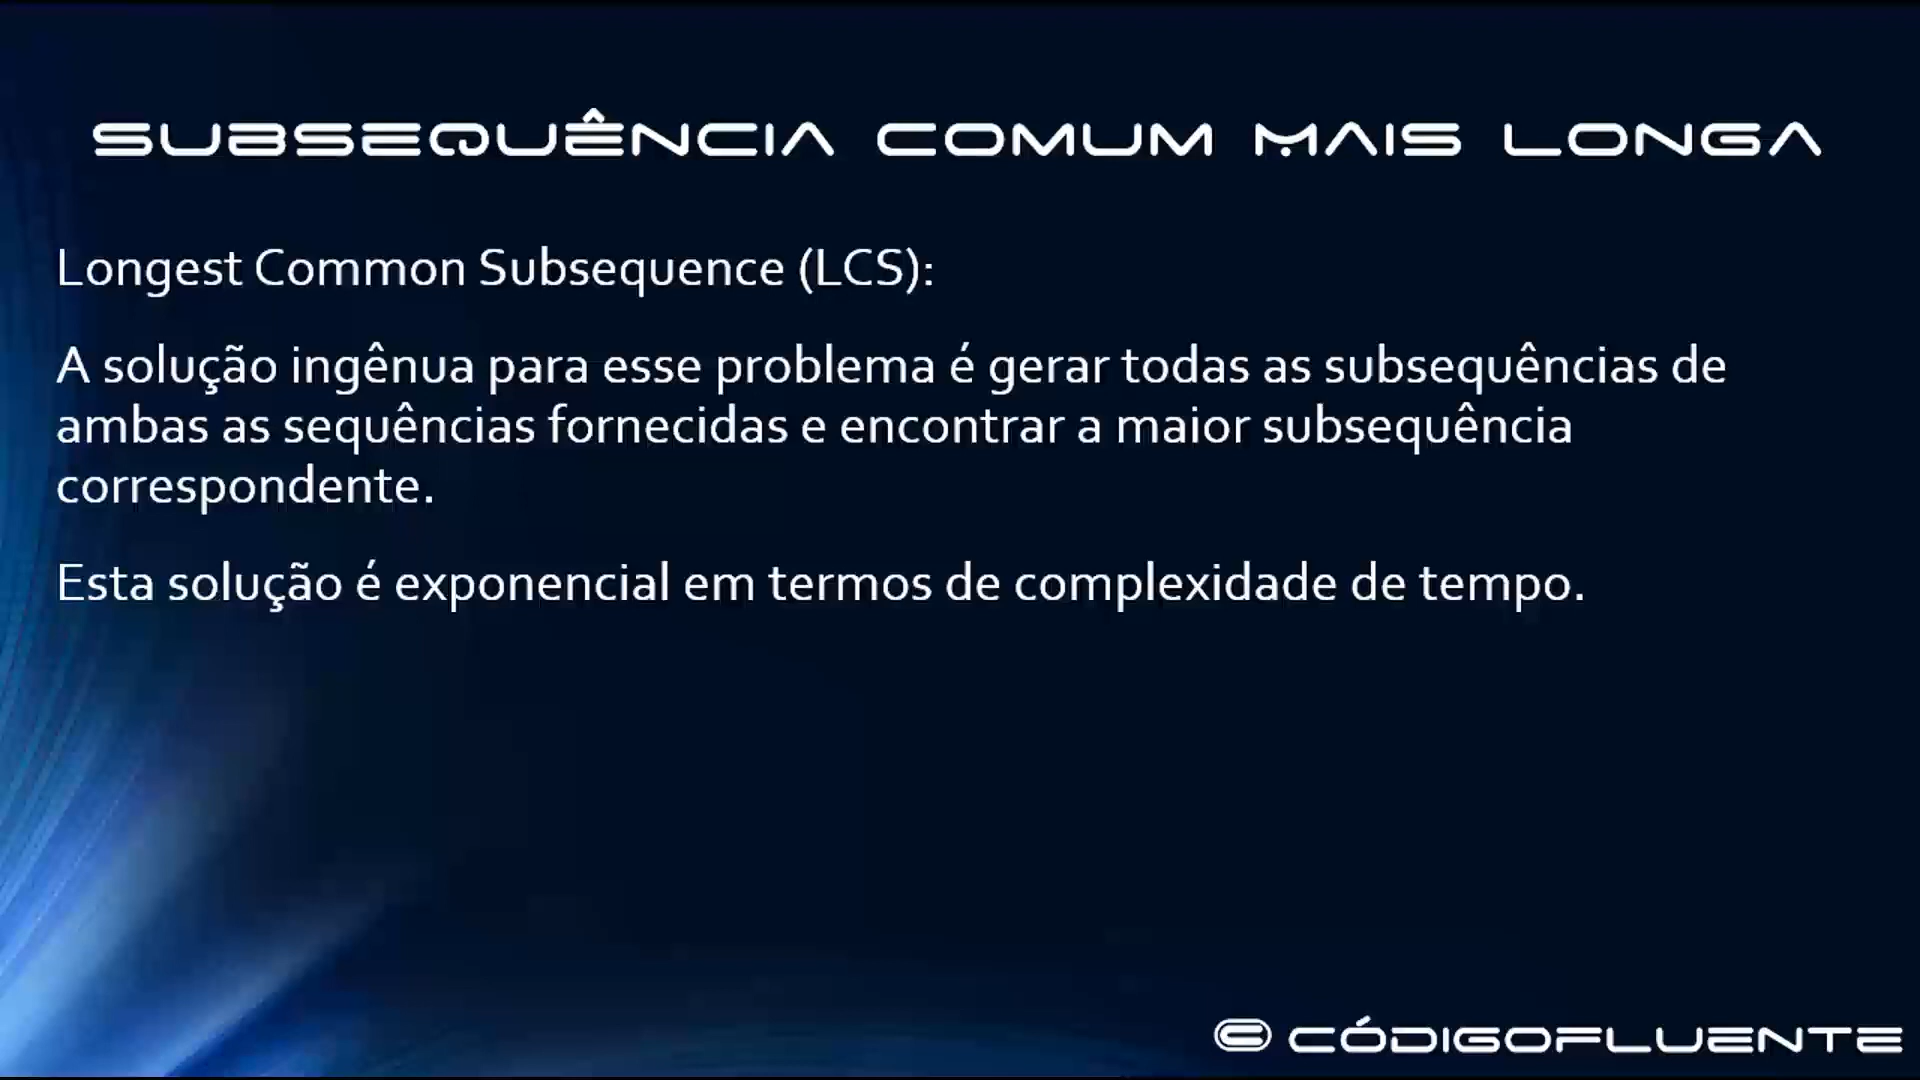 SUBSEQUÊNCIA COMUM MAIS LONGA
Longest Common Subsequence (LCS):
A solução ingênua para esse problema é gerar todas as subsequências de
ambas as sequências fornecidas e encontrar a maior subsequência
correspondente.
Esta solução é exponencial em termos de complexidade de tempo.
CÓDIGOFLUENTE